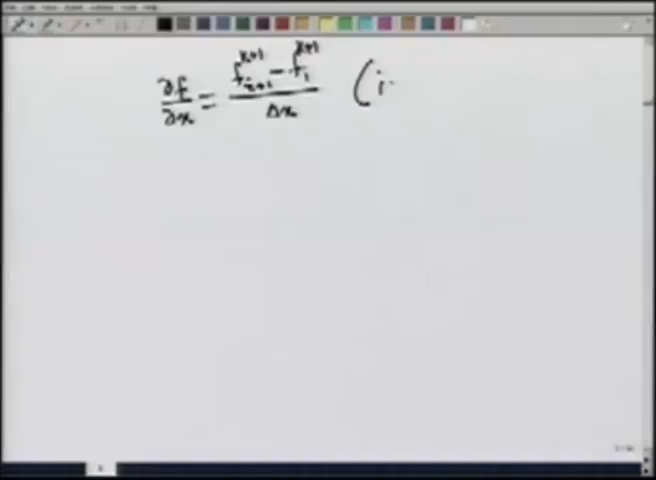 ∂f/∂x = (f_{i+1}^{k+1} - f_i^{k+1})/Δx (i